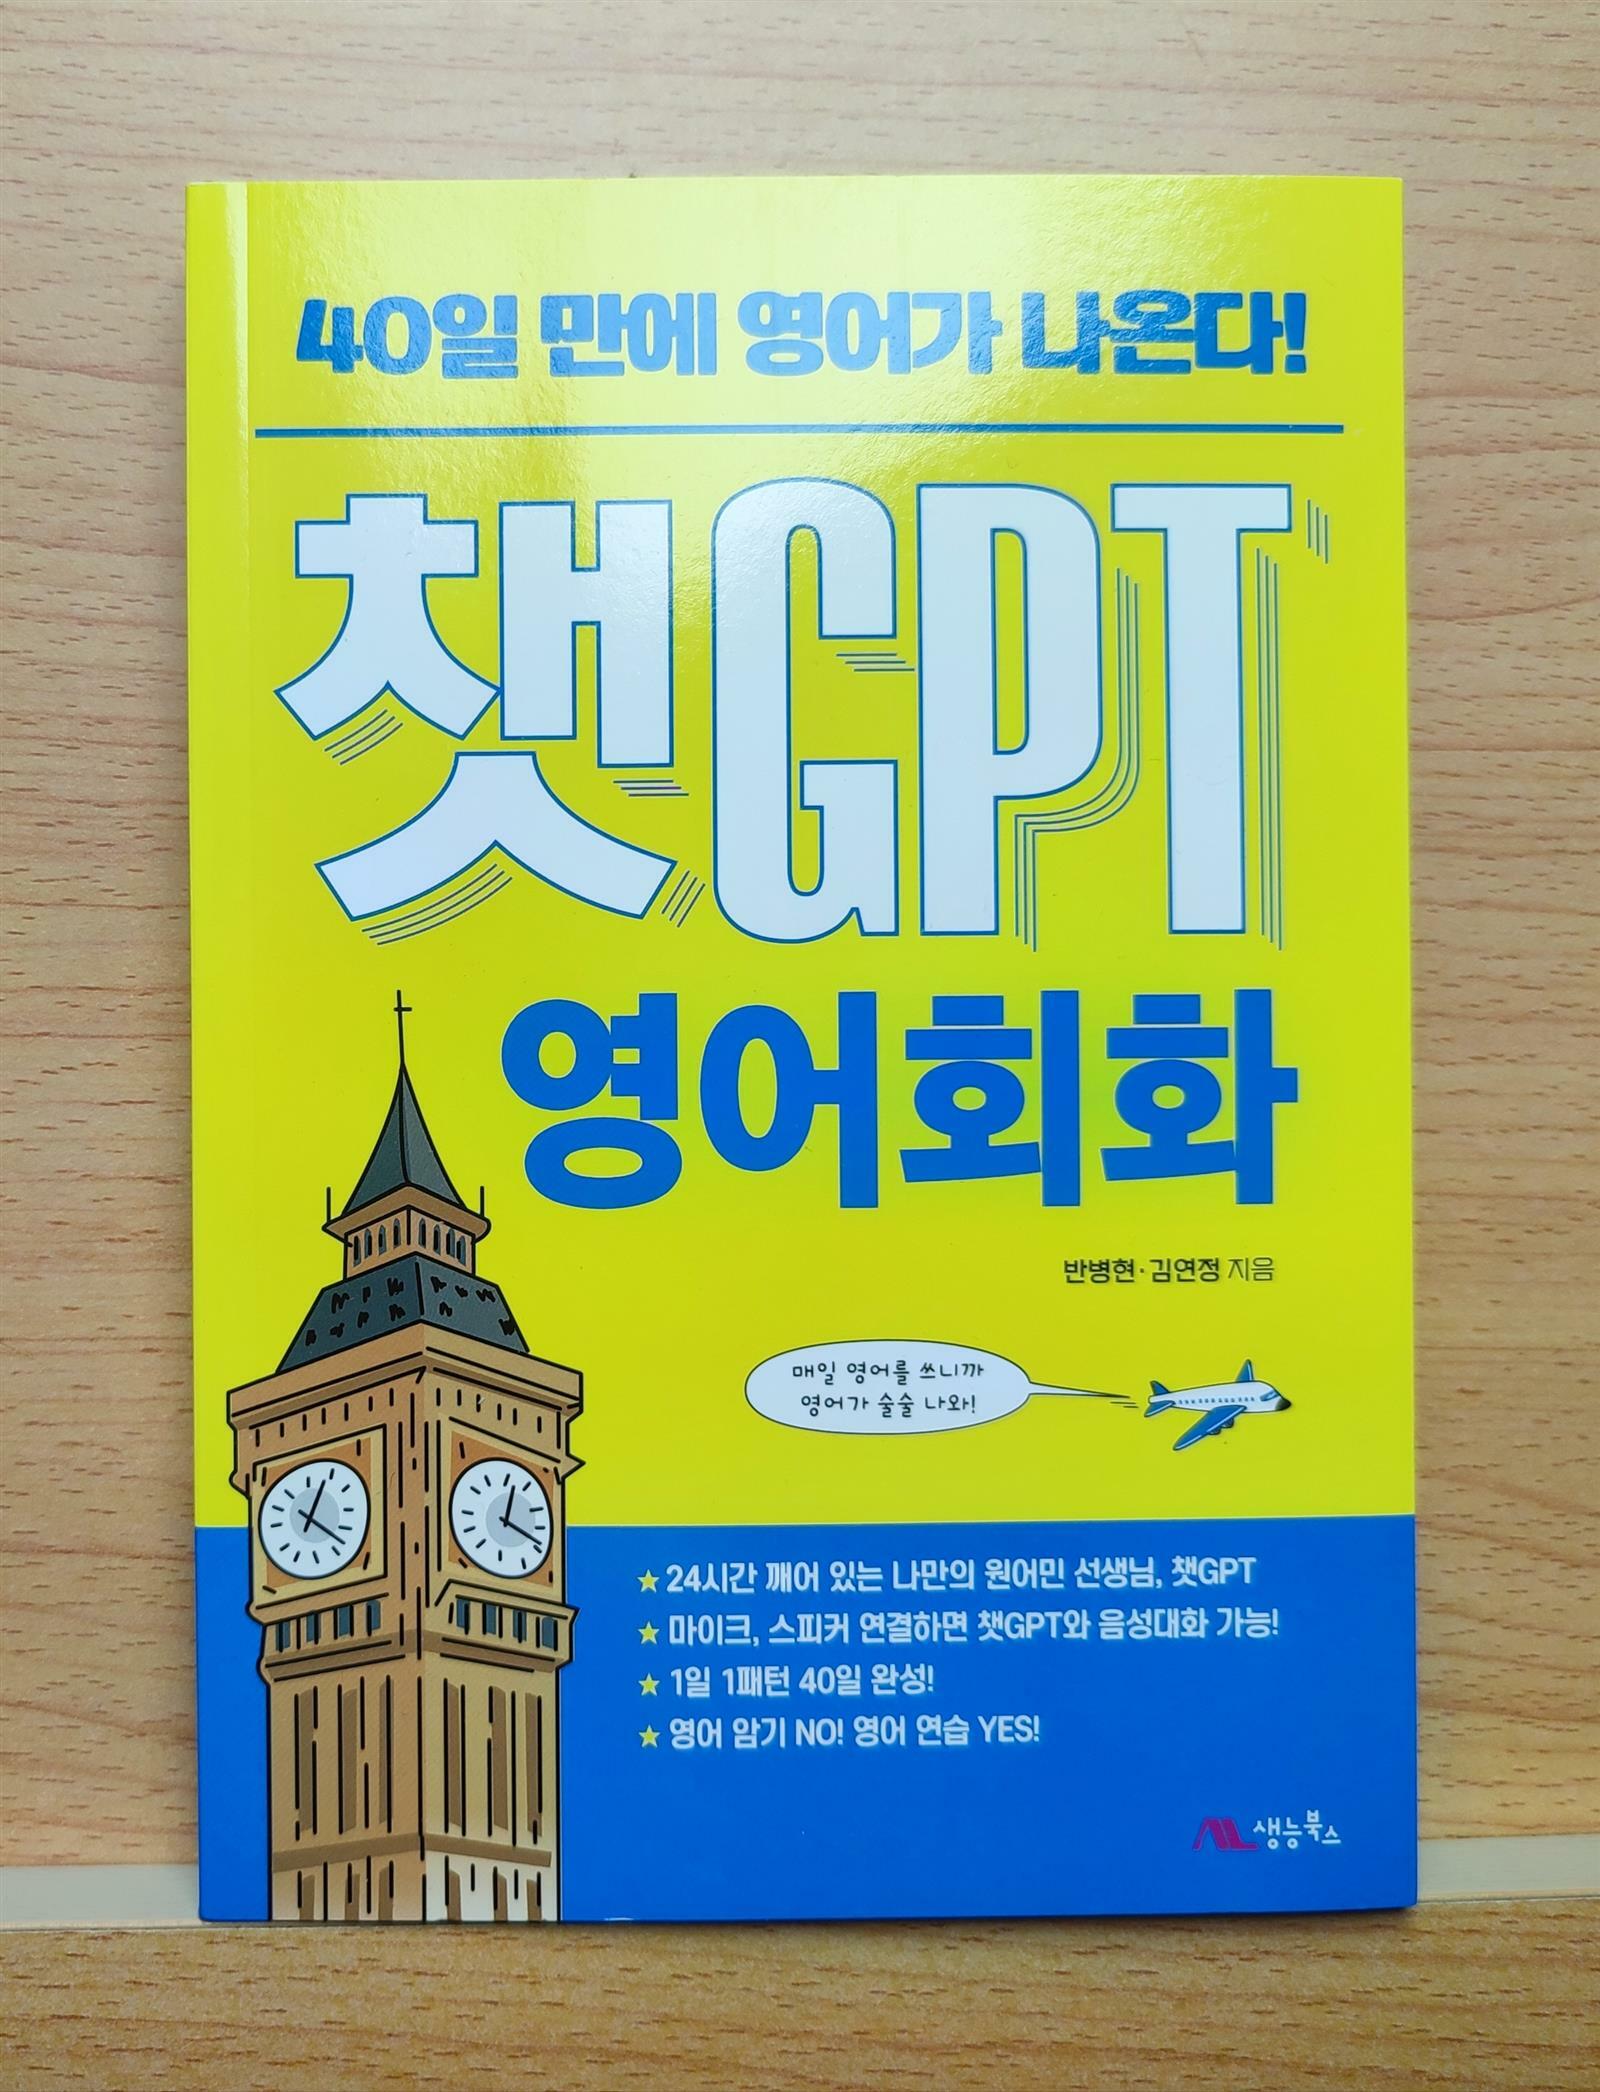 40일 만에 영어가 나온다!
챗GPT
영어회화
반병현·김연정 지음
매일 영어를 쓰니까
영어가 술술 나와!
★ 24시간 깨어 있는 나만의 원어민 선생님, 챗GPT
★ 마이크, 스피커 연결하면 챗GPT와 음성대화 가능!
★ 1일 1패턴 40일 완성!
★ 영어 암기 NO! 영어 연습 YES!
생능북스